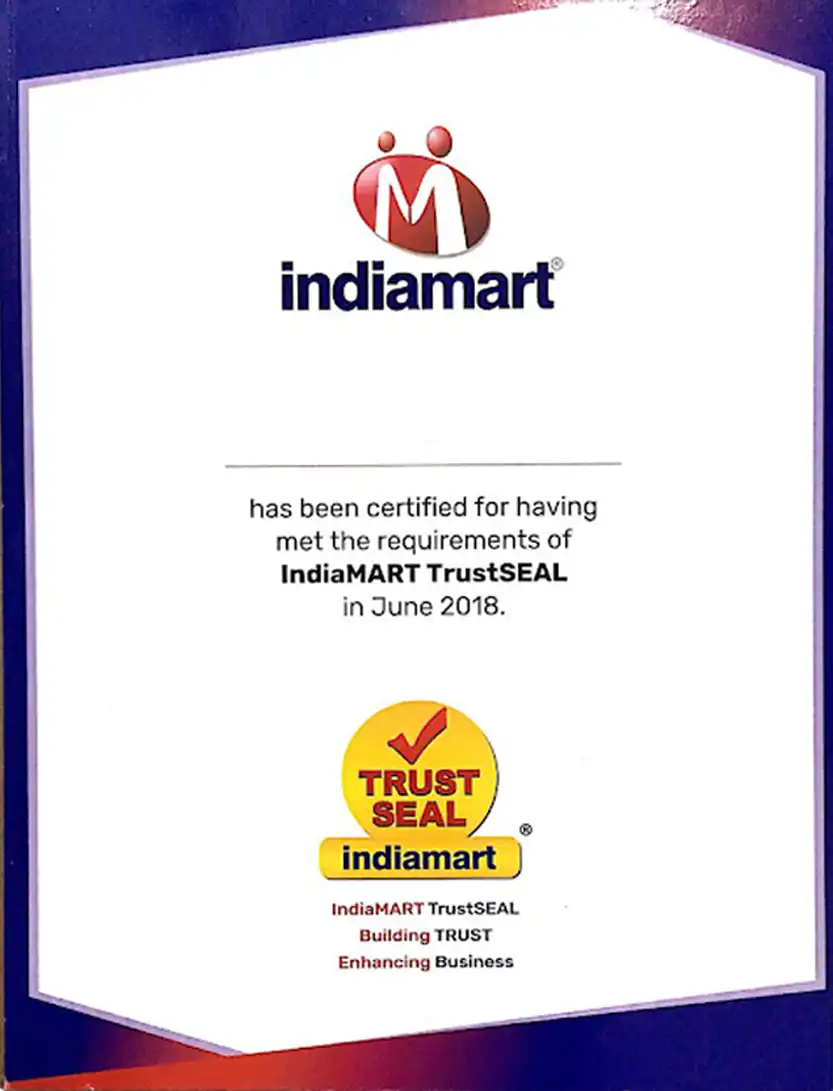 indiamart®
has been certified for having
met the requirements of
IndiaMART TrustSEAL
in June 2018.
TRUST
SEAL
indiamart®
IndiaMART TrustSEAL
Building TRUST
Enhancing Business